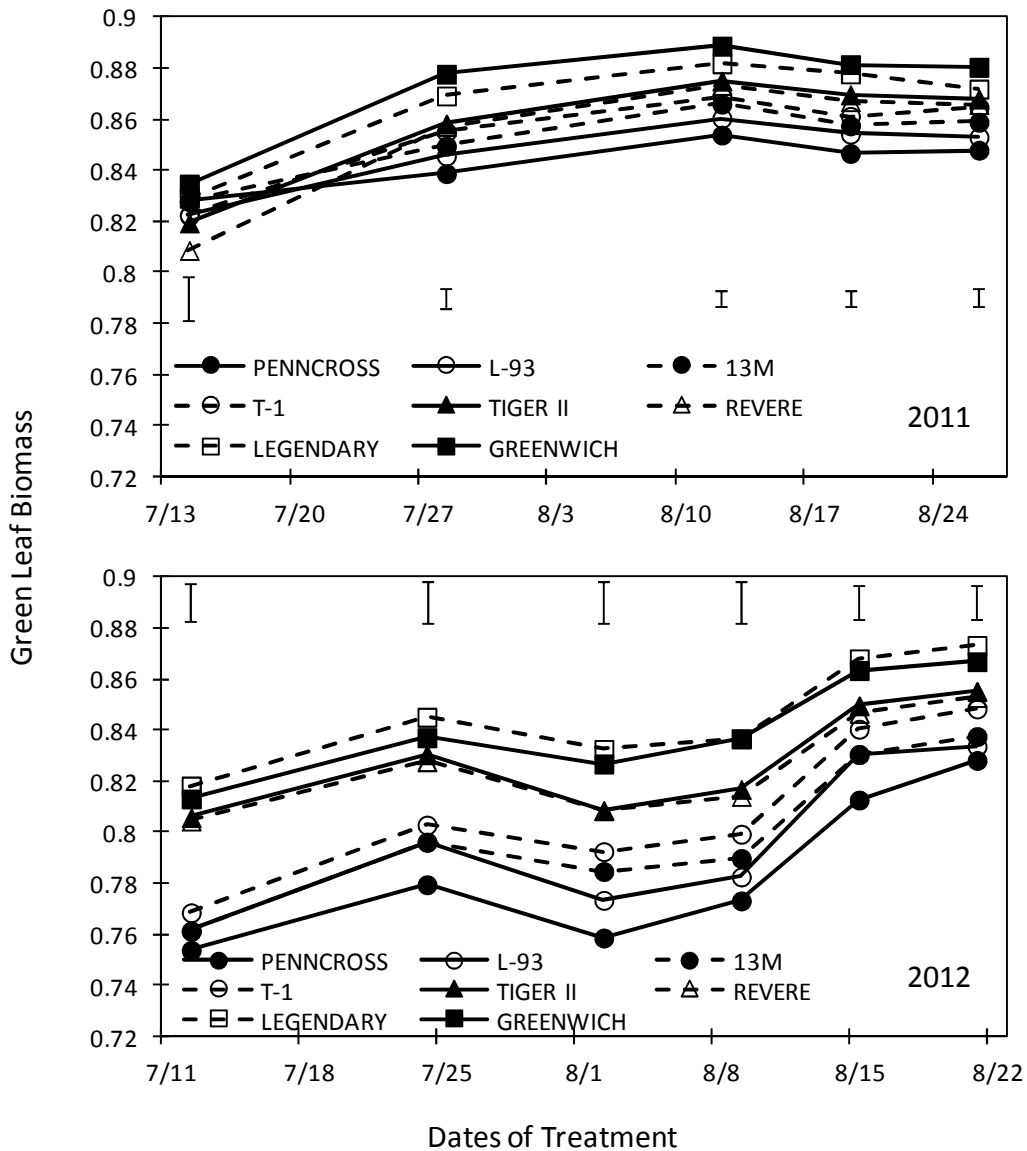 Green Leaf Biomass
0.9
0.88
0.86
0.84
0.82
0.8
0.78
0.76
0.74
0.72
PENNCROSS L-93 13M
T-1 TIGER II REVERE
LEGENDARY GREENWICH
2011
7/13 7/20 7/27 8/3 8/10 8/17 8/24
0.9
0.88
0.86
0.84
0.82
0.8
0.78
0.76
0.74
0.72
PENNCROSS L-93 13M
T-1 TIGER II REVERE
LEGENDARY GREENWICH
2012
7/11 7/18 7/25 8/1 8/8 8/15 8/22
Dates of Treatment